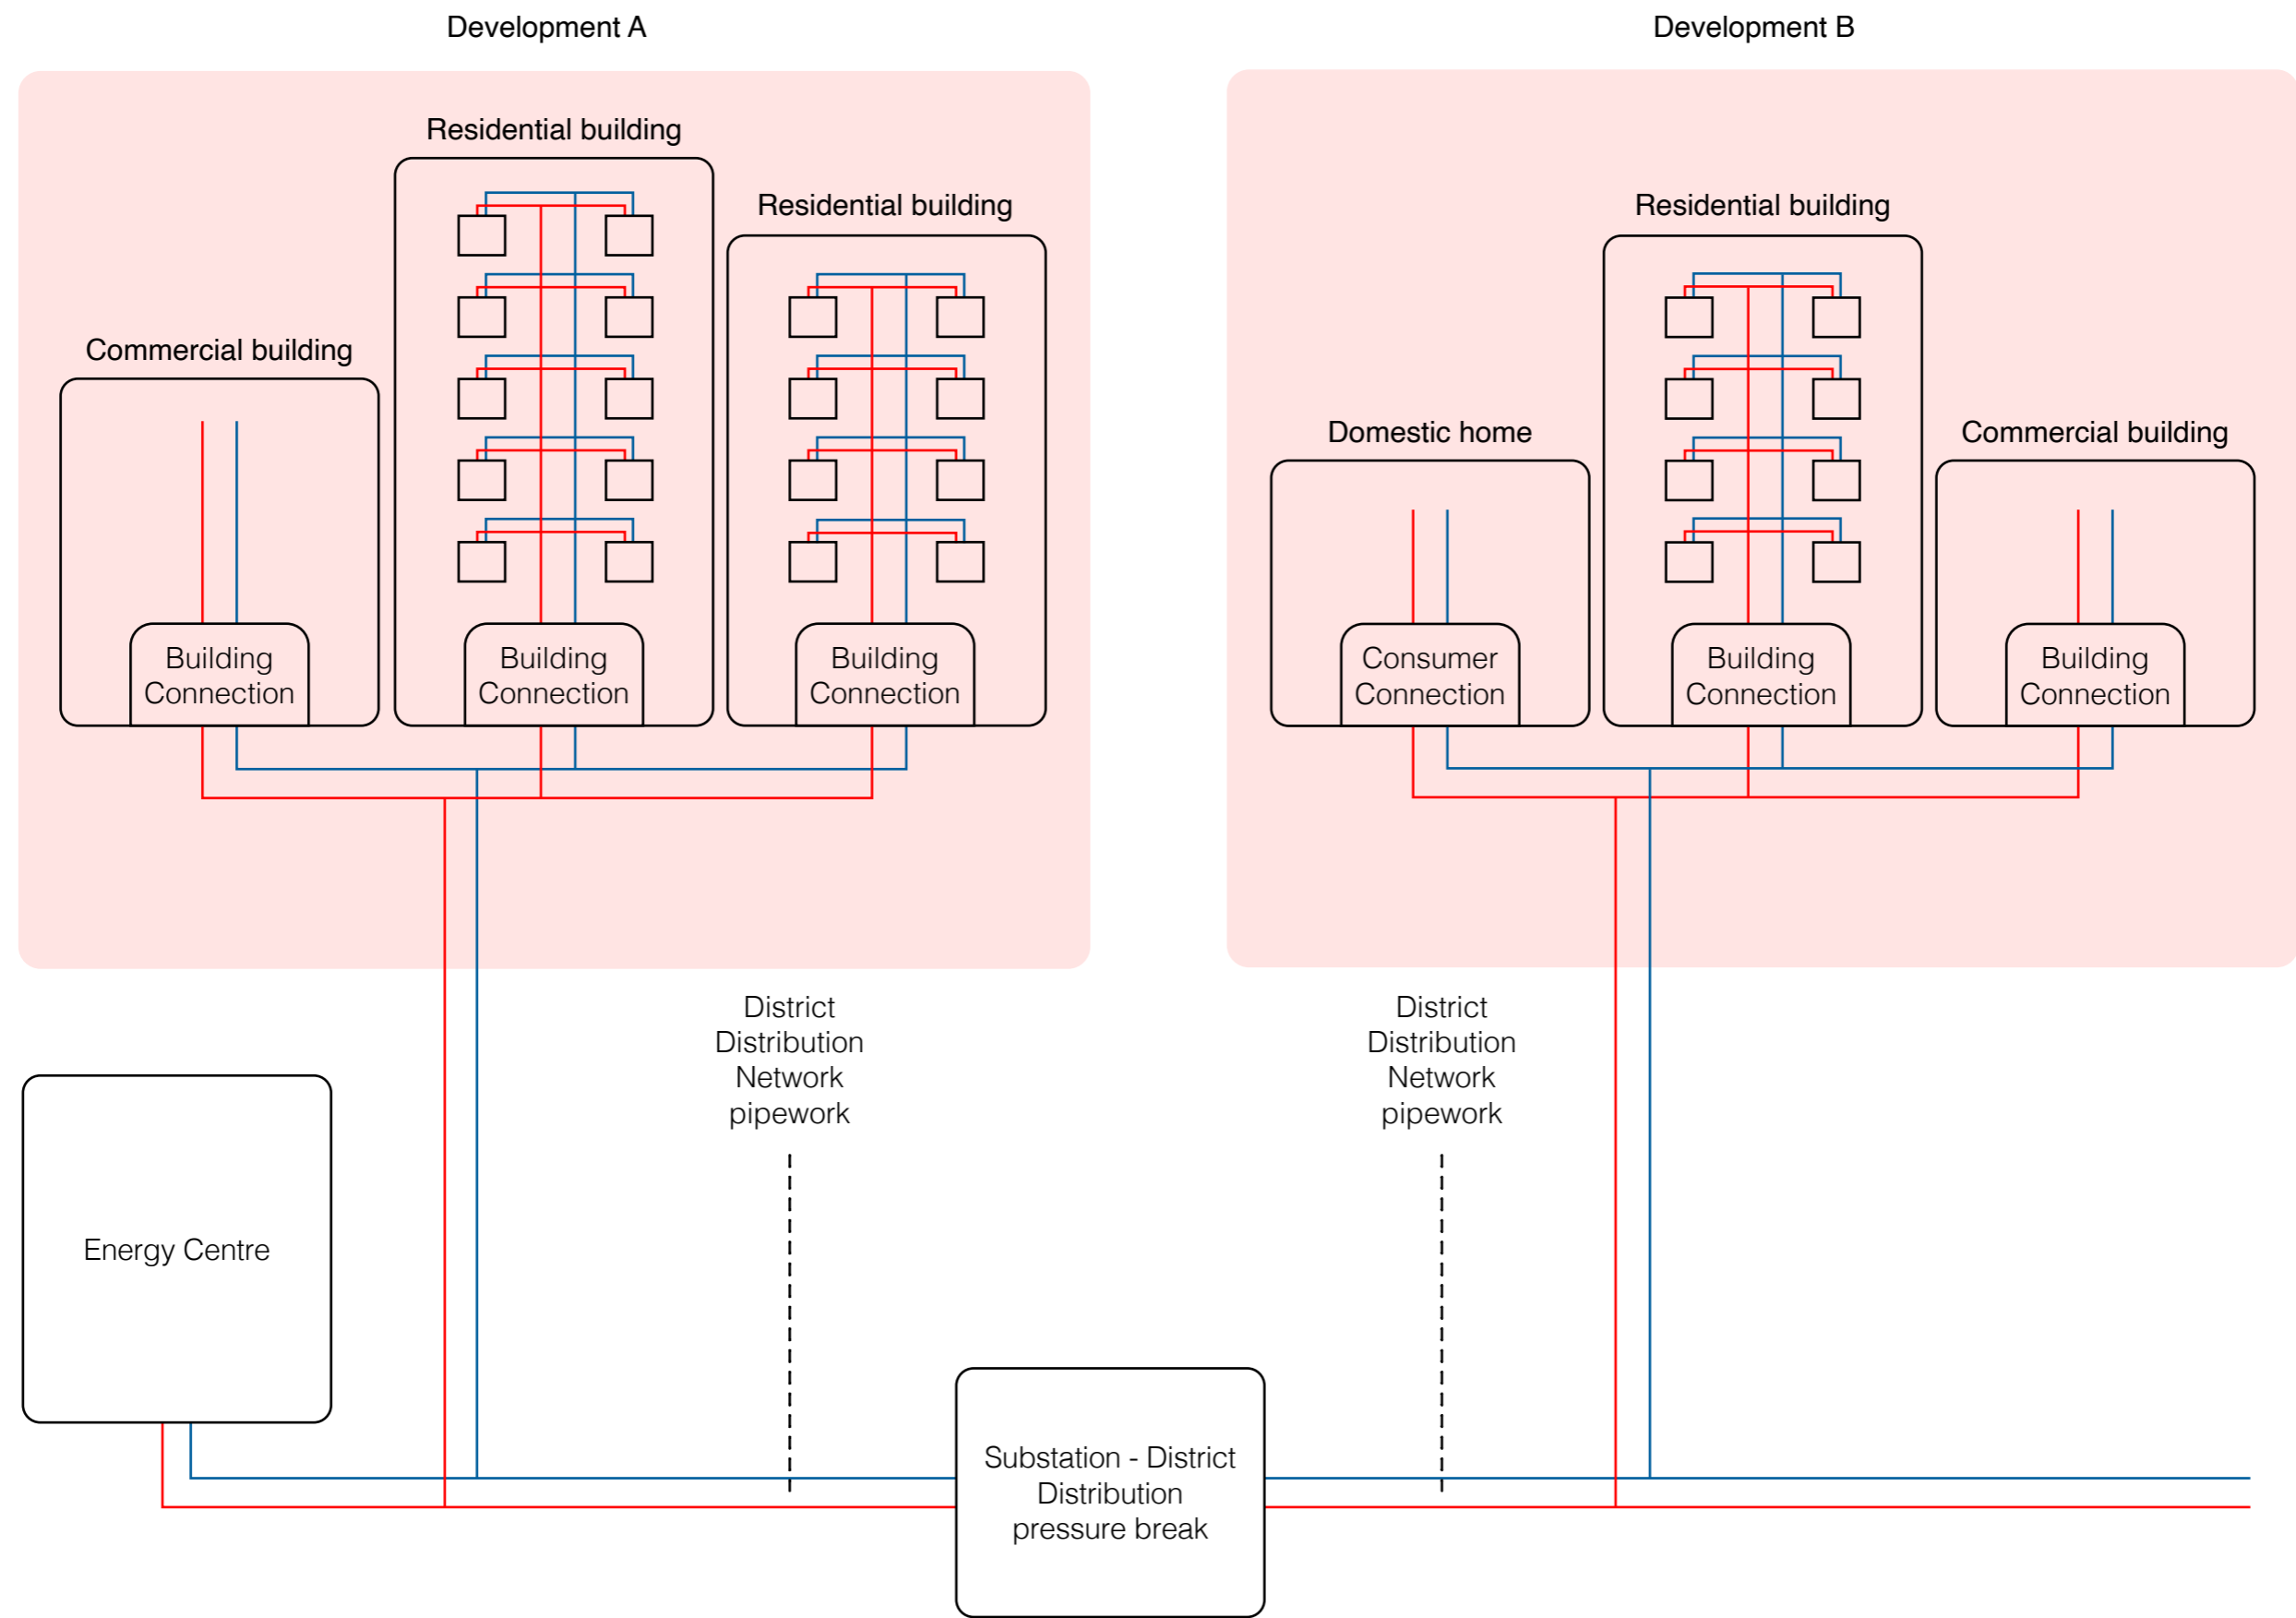 Development A
Development B
Residential building
Residential building
Commercial building
Building
Connection
Building
Connection
Building
Connection
Residential building
Domestic home
Commercial building
Consumer
Connection
Building
Connection
Building
Connection
District
Distribution
Network
pipework
District
Distribution
Network
pipework
Energy Centre
Substation - District
Distribution
pressure break